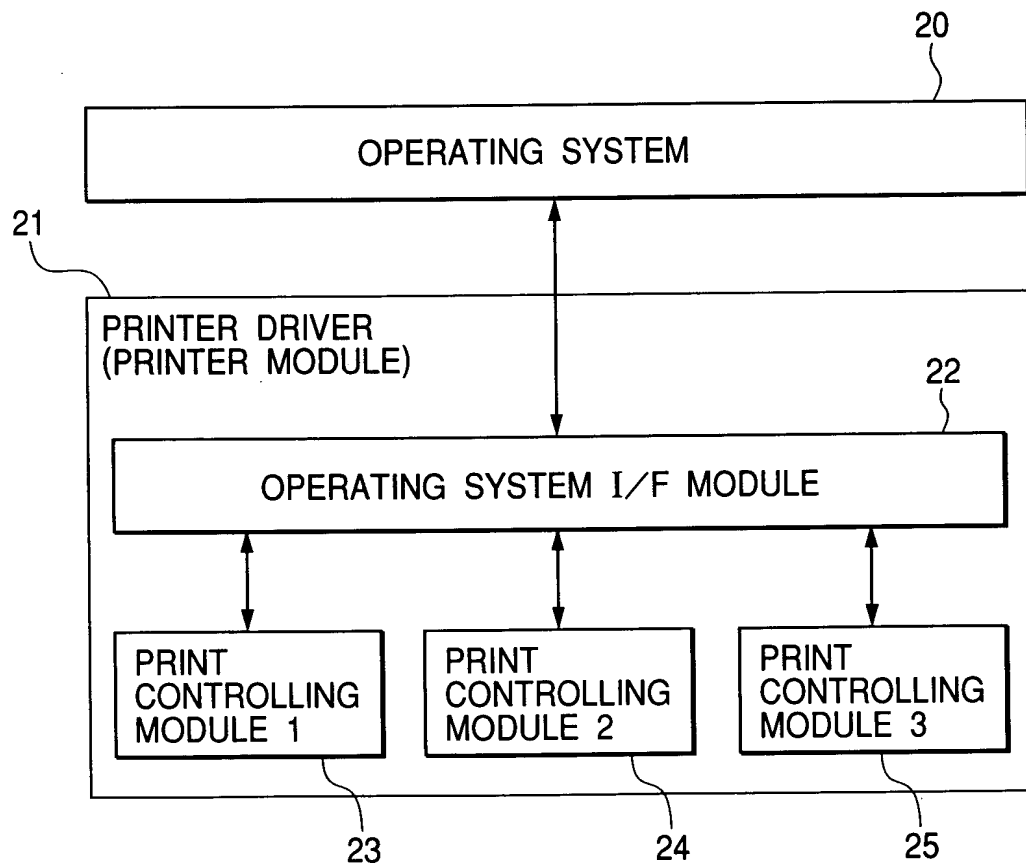 20
OPERATING SYSTEM
21
PRINTER DRIVER
(PRINTER MODULE)
22
OPERATING SYSTEM I/F MODULE
PRINT
CONTROLLING
MODULE 1
PRINT
CONTROLLING
MODULE 2
PRINT
CONTROLLING
MODULE 3
23
24
25